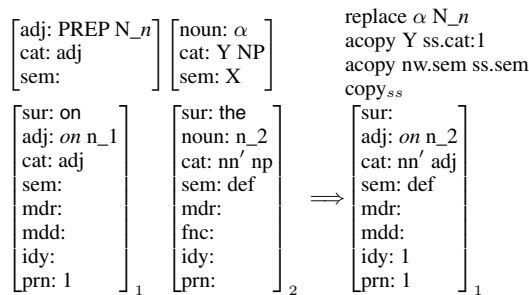 [adj: PREP N_n] [noun: α] replace α N_n
[cat: adj] [cat: Y NP] acopy Y ss.cat:1
[sem:] [sem: X] acopy nw.sem ss.sem
copy_ss
[sur: on] [sur: the] [sur:]
[adj: on n_1] [noun: n_2] [adj: on n_2]
[cat: adj] [cat: nn′ np] [cat: nn′ adj]
[sem:] [sem: def] [sem: def]
[mdr:] [mdr:] ⟹ [mdr:]
[mdd:] [fnc:] [mdd:]
[idy:] [idy:] [idy: 1]
[prn: 1]1 [prn:]2 [prn: 1]1